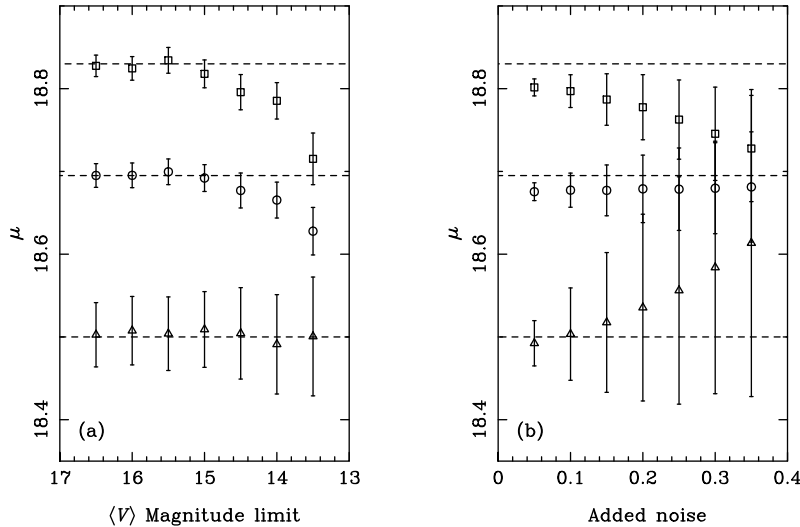 μ
18.8
18.6
18.4
(a)
17 16 15 14 13
⟨V⟩ Magnitude limit
μ
18.8
18.6
18.4
(b)
0 0.1 0.2 0.3 0.4
Added noise